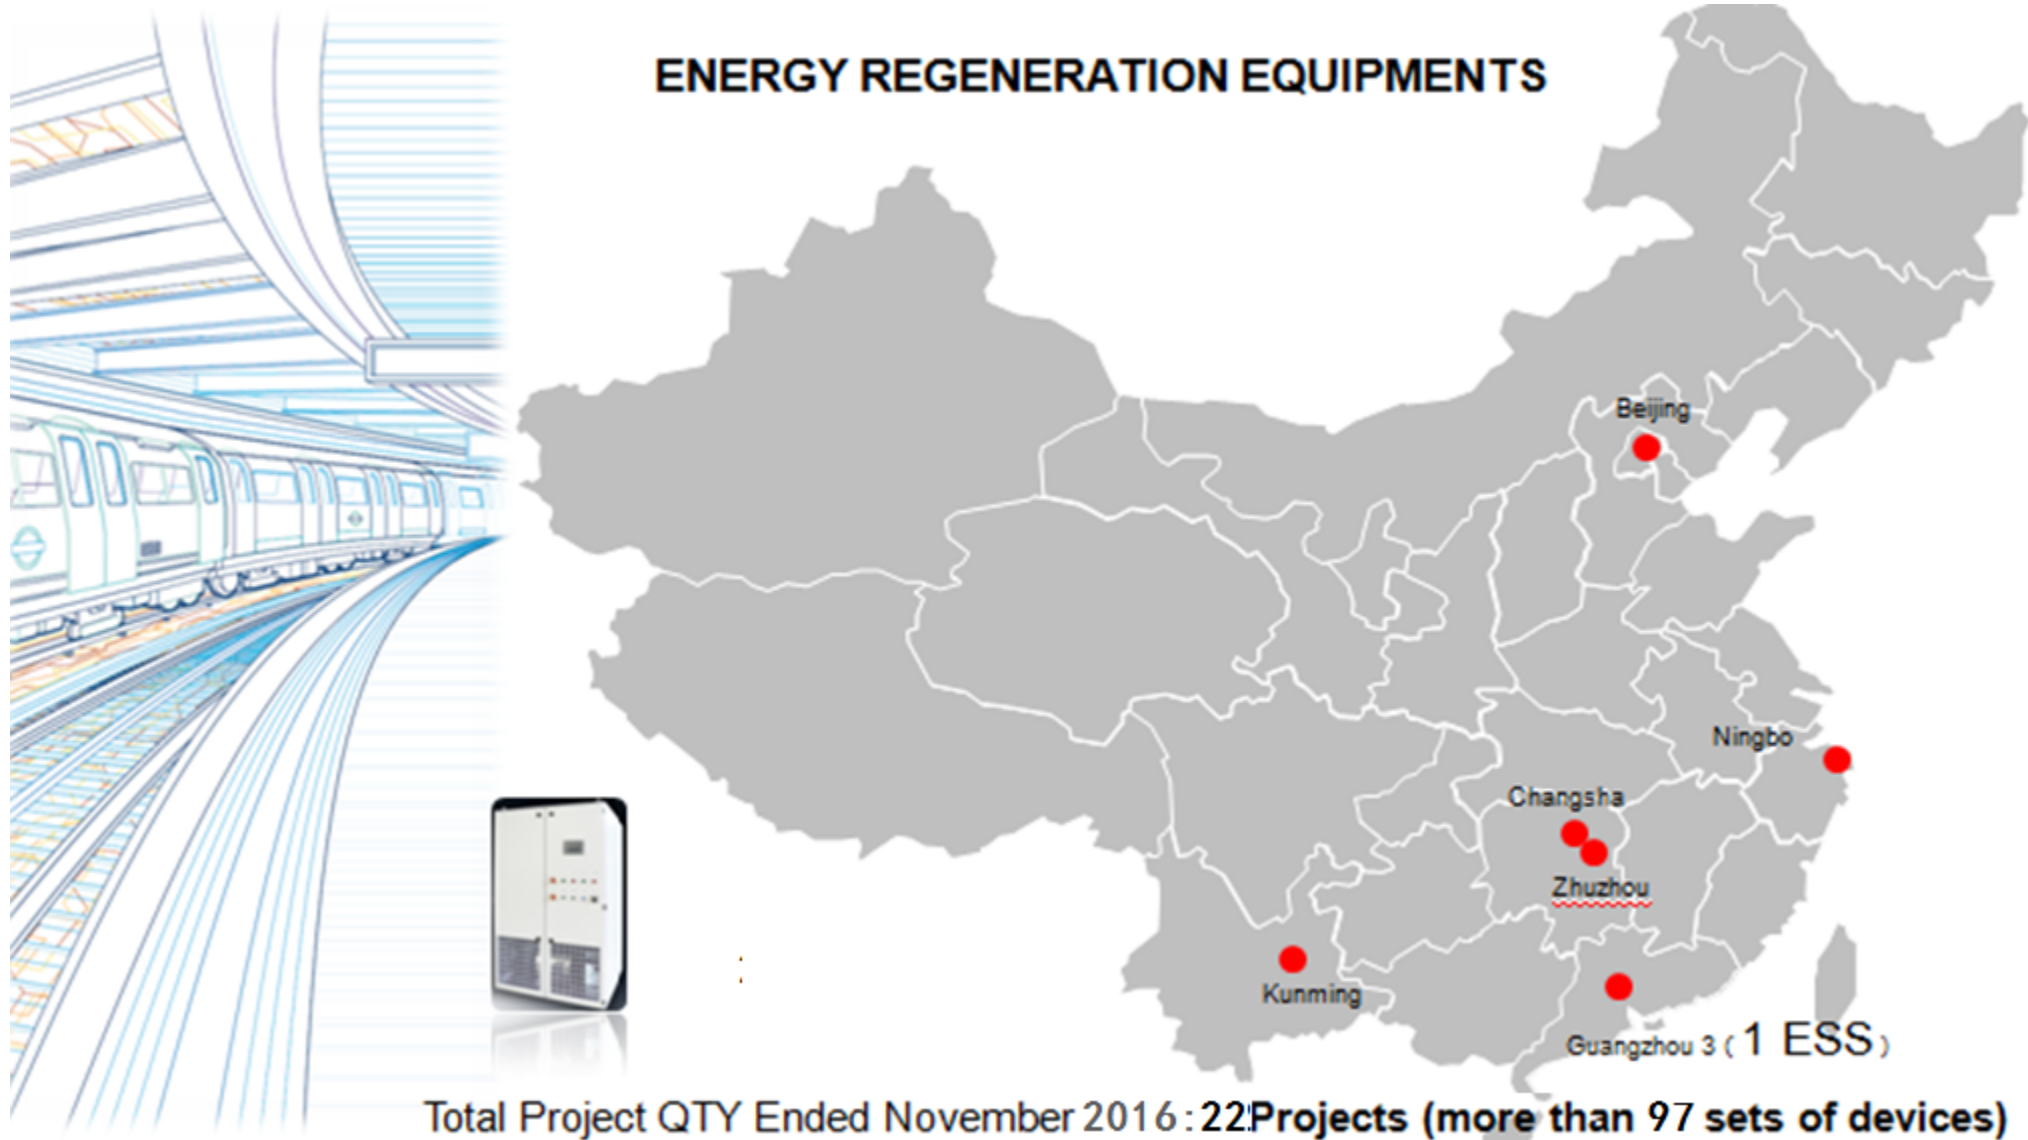 ENERGY REGENERATION EQUIPMENTS
Beijing
Ningbo
Changsha
Zhuzhou
Kunming
Guangzhou 3 ( 1 ESS )
Total Project QTY Ended November 2016 : 22 Projects (more than 97 sets of devices)